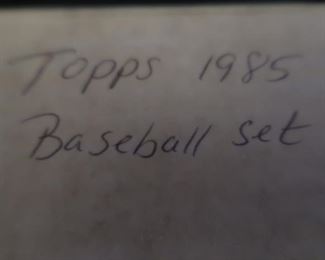 Topps 1985
Baseball set